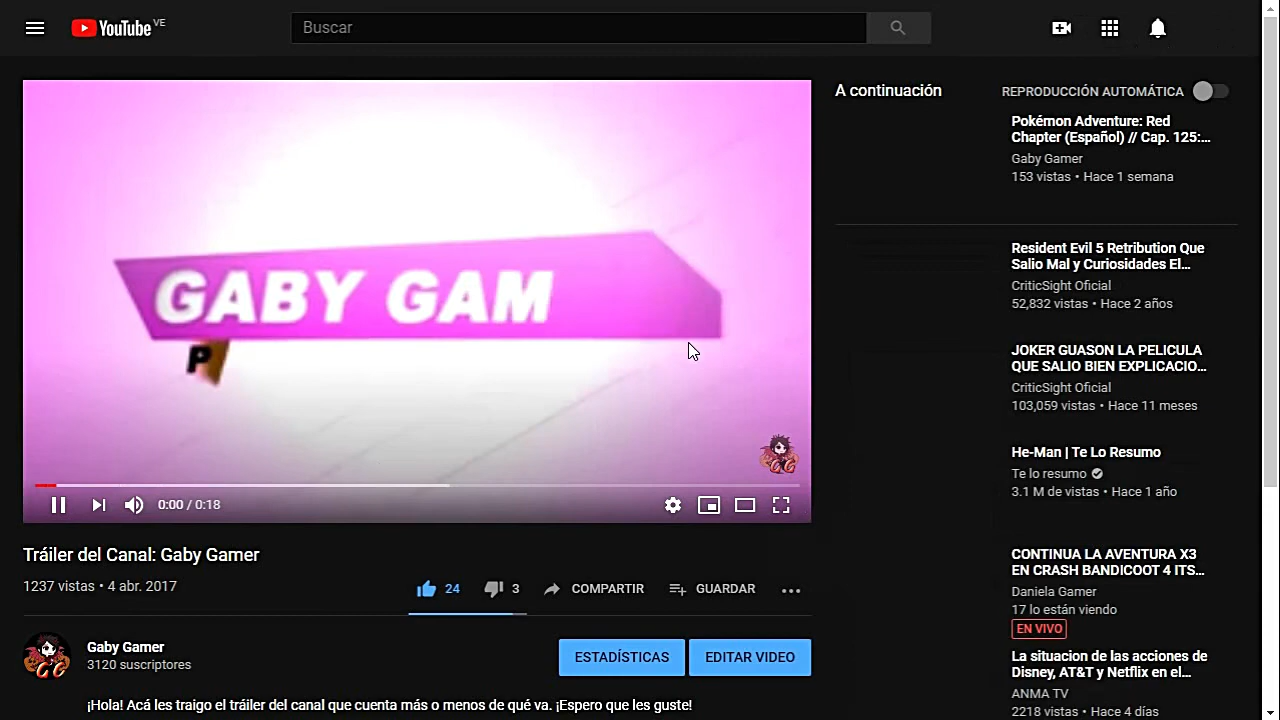 YouTube VE
Buscar
GABY GAM
P
0:00 / 0:18
Tráiler del Canal: Gaby Gamer
1237 vistas • 4 abr. 2017
24
3
COMPARTIR
GUARDAR
Gaby Gamer
3120 suscriptores
ESTADÍSTICAS
EDITAR VIDEO
¡Hola! Acá les traigo el tráiler del canal que cuenta más o menos de qué va. ¡Espero que les guste!
A continuación
REPRODUCCIÓN AUTOMÁTICA
Pokémon Adventure: Red
Chapter (Español) // Cap. 125:...
Gaby Gamer
153 vistas • Hace 1 semana
Resident Evil 5 Retribution Que
Salio Mal y Curiosidades El...
CriticSight Oficial
52,832 vistas • Hace 2 años
JOKER GUASON LA PELICULA
QUE SALIO BIEN EXPLICACIO...
CriticSight Oficial
103,059 vistas • Hace 11 meses
He-Man | Te Lo Resumo
Te lo resumo
3.1 M de vistas • Hace 1 año
CONTINUA LA AVENTURA X3
EN CRASH BANDICOOT 4 ITS...
Daniela Gamer
17 lo están viendo
EN VIVO
La situacion de las acciones de
Disney, AT&T y Netflix en el...
ANMA TV
2218 vistas • Hace 4 días